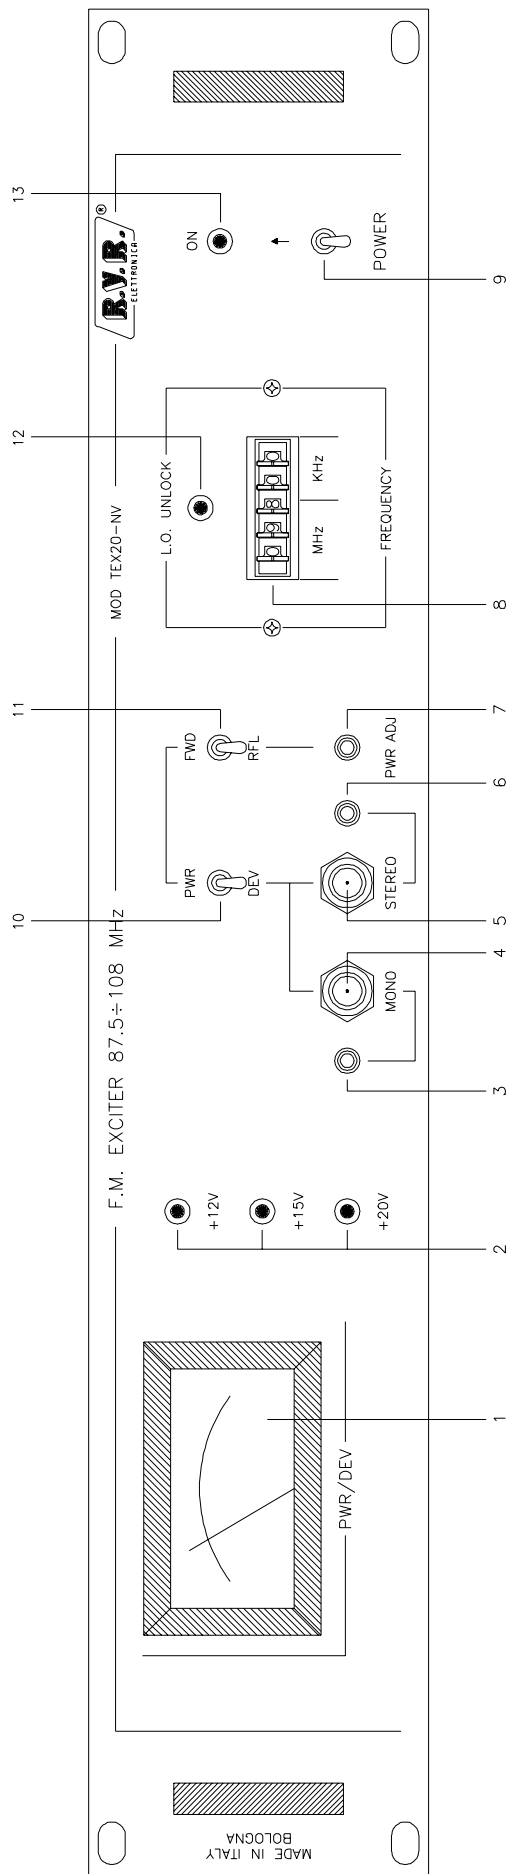 10
11
12
13
F.M. EXCITER 87.5÷108 MHz
MOD TEX20-NV
R.V.R.®
ELETTRONICA
MADE IN ITALY
BOLOGNA
PWR/DEV
+12V
+15V
+20V
PWR
DEV
FWD
RFL
MONO
STEREO
PWR ADJ
L.O. UNLOCK
09800
MHz
KHz
FREQUENCY
ON
POWER
1
2
3
4
5
6
7
8
9